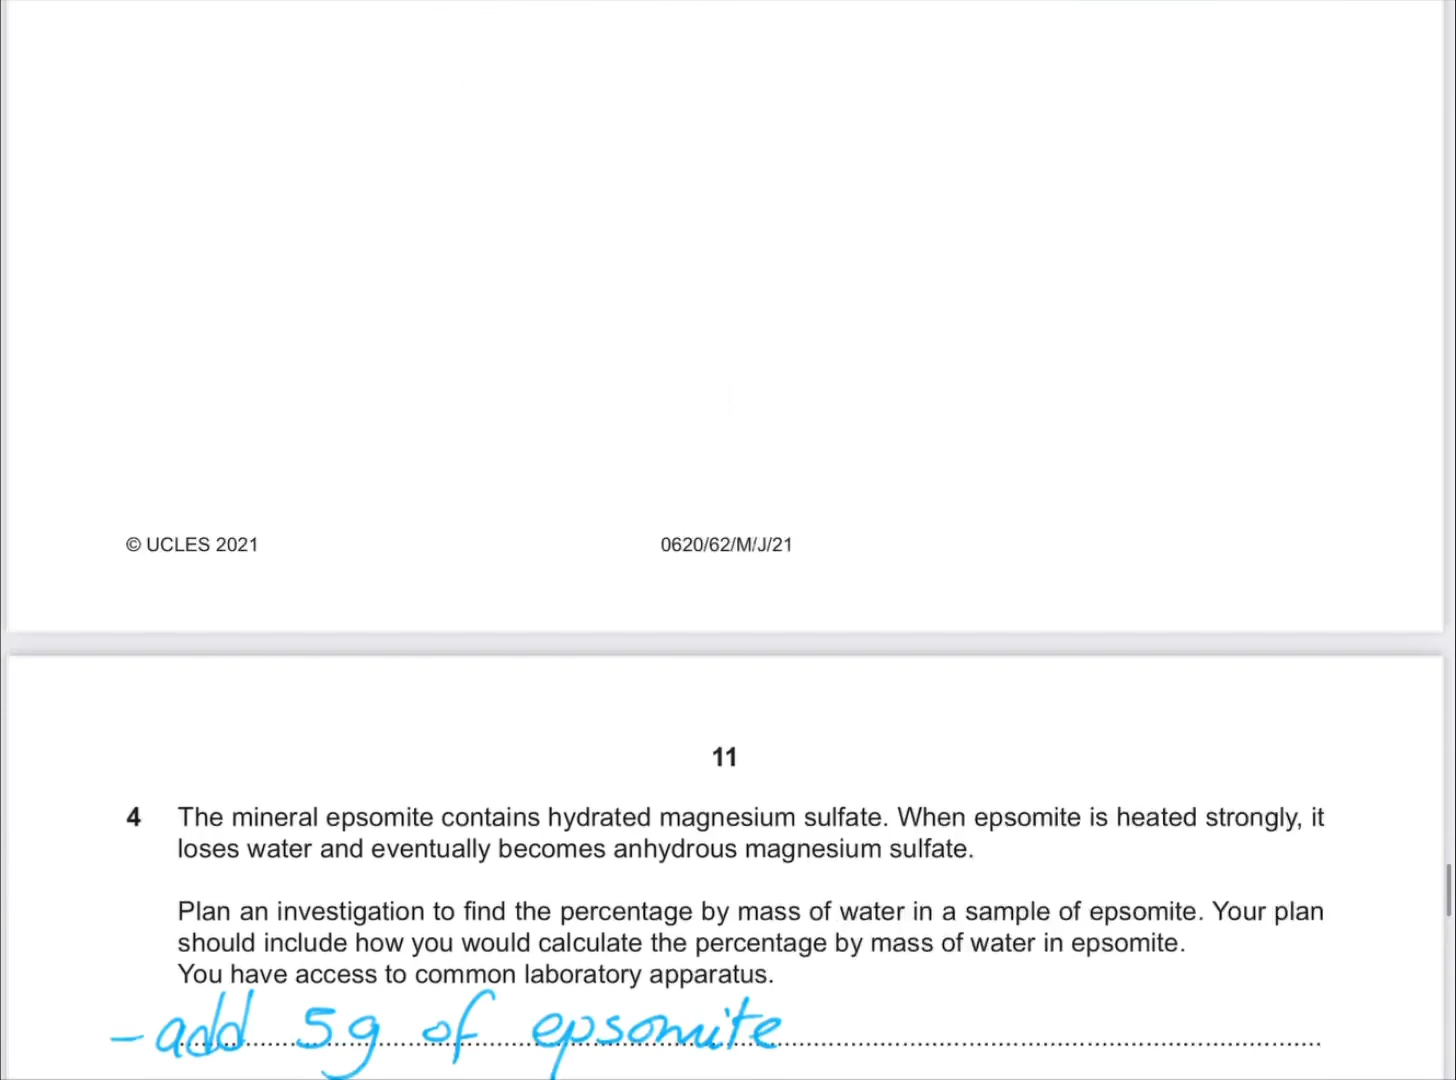 © UCLES 2021 0620/62/M/J/21
11
4 The mineral epsomite contains hydrated magnesium sulfate. When epsomite is heated strongly, it
loses water and eventually becomes anhydrous magnesium sulfate.
Plan an investigation to find the percentage by mass of water in a sample of epsomite. Your plan
should include how you would calculate the percentage by mass of water in epsomite.
You have access to common laboratory apparatus.
- add 5g of epsomite